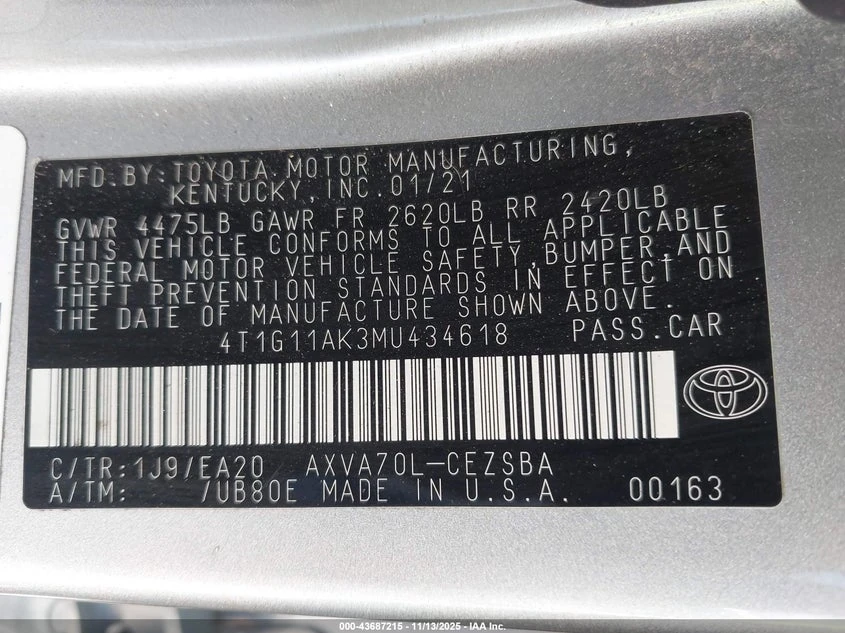 MFD.BY:TOYOTA MOTOR MANUFACTURING,
KENTUCKY,INC.01/21
GVWR 4475LB GAWR FR 2620LB RR 2420LB
THIS VEHICLE CONFORMS TO ALL APPLICABLE
FEDERAL MOTOR VEHICLE SAFETY,BUMPER,AND
THEFT PREVENTION STANDARDS IN EFFECT ON
THE DATE OF MANUFACTURE SHOWN ABOVE.
4T1G11AK3MU434618 PASS.CAR
C/TR:1J9/EA20 AXVA70L-CEZSBA
A/TM: /UB80E MADE IN U.S.A. 00163
000-43687215 - 11/13/2025 - IAA Inc.